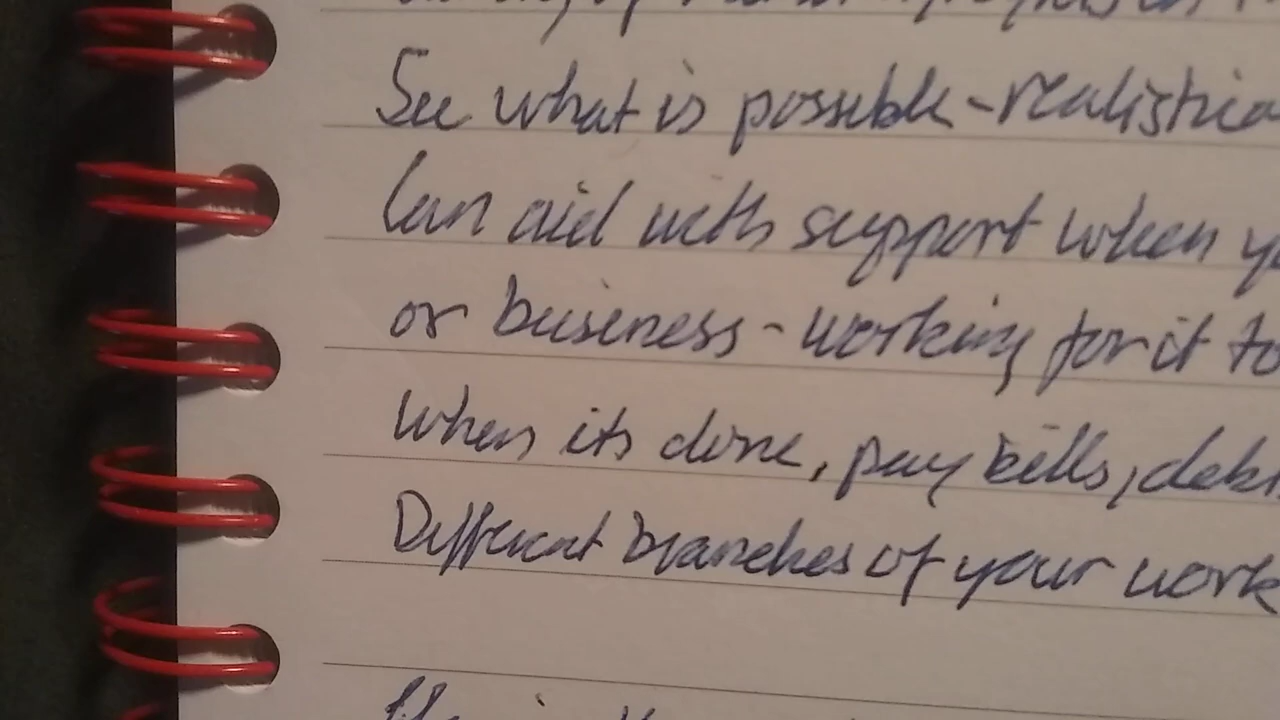 See what is possible - realistica
Can aid with support when yo
or business - working for it to
when its done, pay bills, deb
Different branches of your work